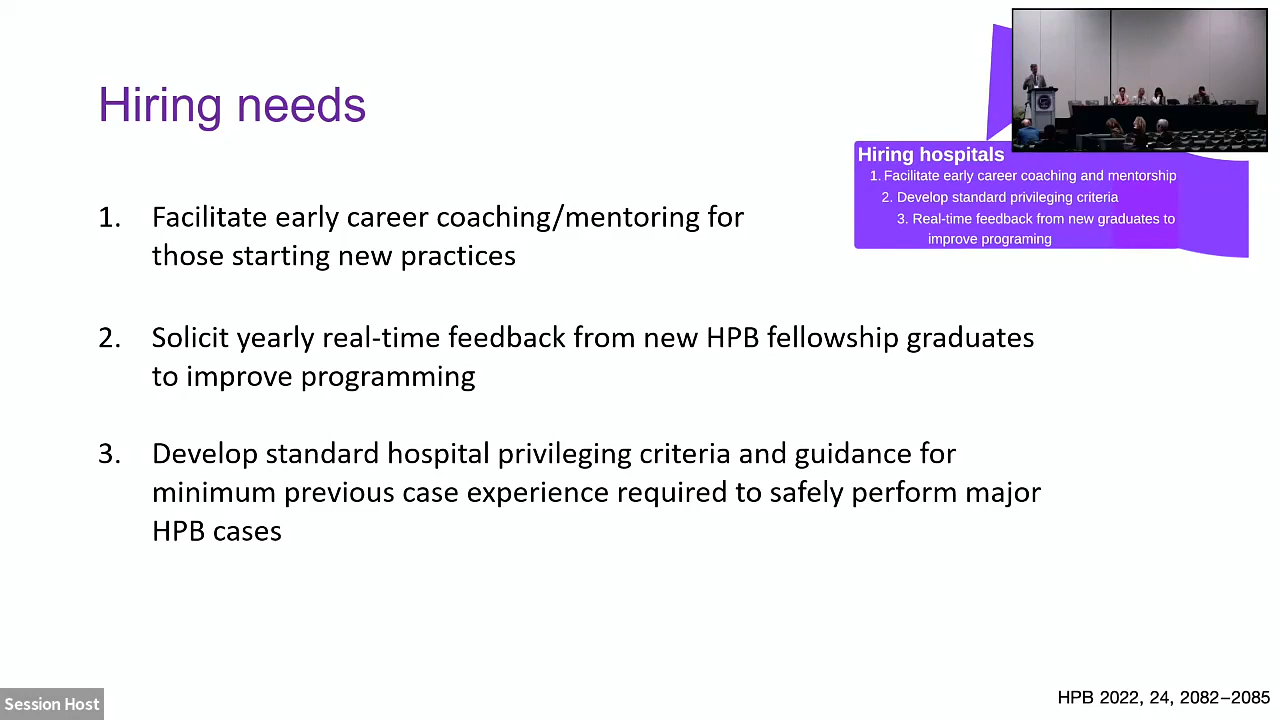 Hiring needs
Hiring hospitals
1. Facilitate early career coaching and mentorship
2. Develop standard privileging criteria
3. Real-time feedback from new graduates to
improve programing
1. Facilitate early career coaching/mentoring for
those starting new practices
2. Solicit yearly real-time feedback from new HPB fellowship graduates
to improve programming
3. Develop standard hospital privileging criteria and guidance for
minimum previous case experience required to safely perform major
HPB cases
Session Host
HPB 2022, 24, 2082–2085